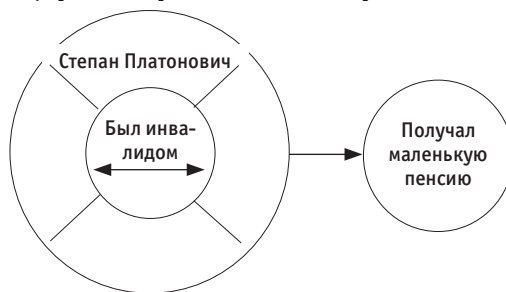 Степан Платонович
Был инва-
лидом
Получал
маленькую
пенсию